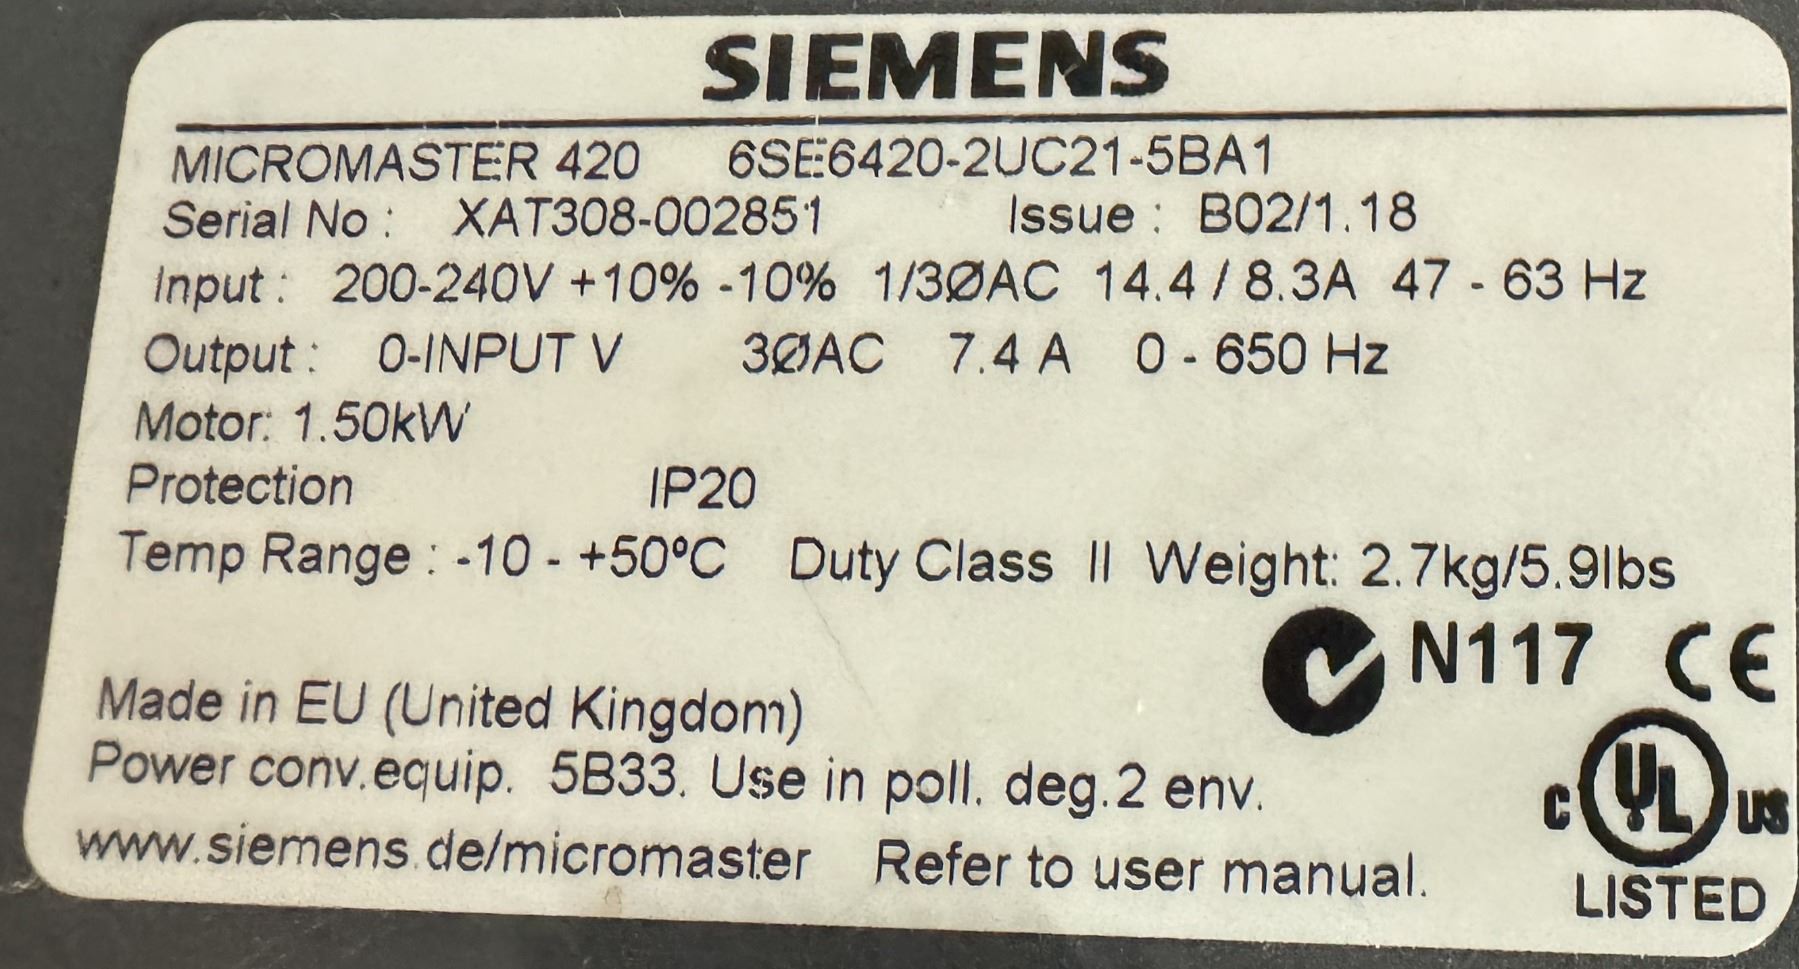 SIEMENS
MICROMASTER 420 6SE6420-2UC21-5BA1
Serial No : XAT308-002851 Issue : B02/1.18
Input : 200-240V +10% -10% 1/3ØAC 14.4 / 8.3A 47 - 63 Hz
Output : 0-INPUT V 3ØAC 7.4 A 0 - 650 Hz
Motor: 1.50kW
Protection IP20
Temp Range : -10 - +50ºC Duty Class II Weight: 2.7kg/5.9lbs
N117 CE
Made in EU (United Kingdom)
Power conv.equip. 5B33. Use in poll. deg.2 env.
C UL US
www.siemens.de/micromaster Refer to user manual.
LISTED